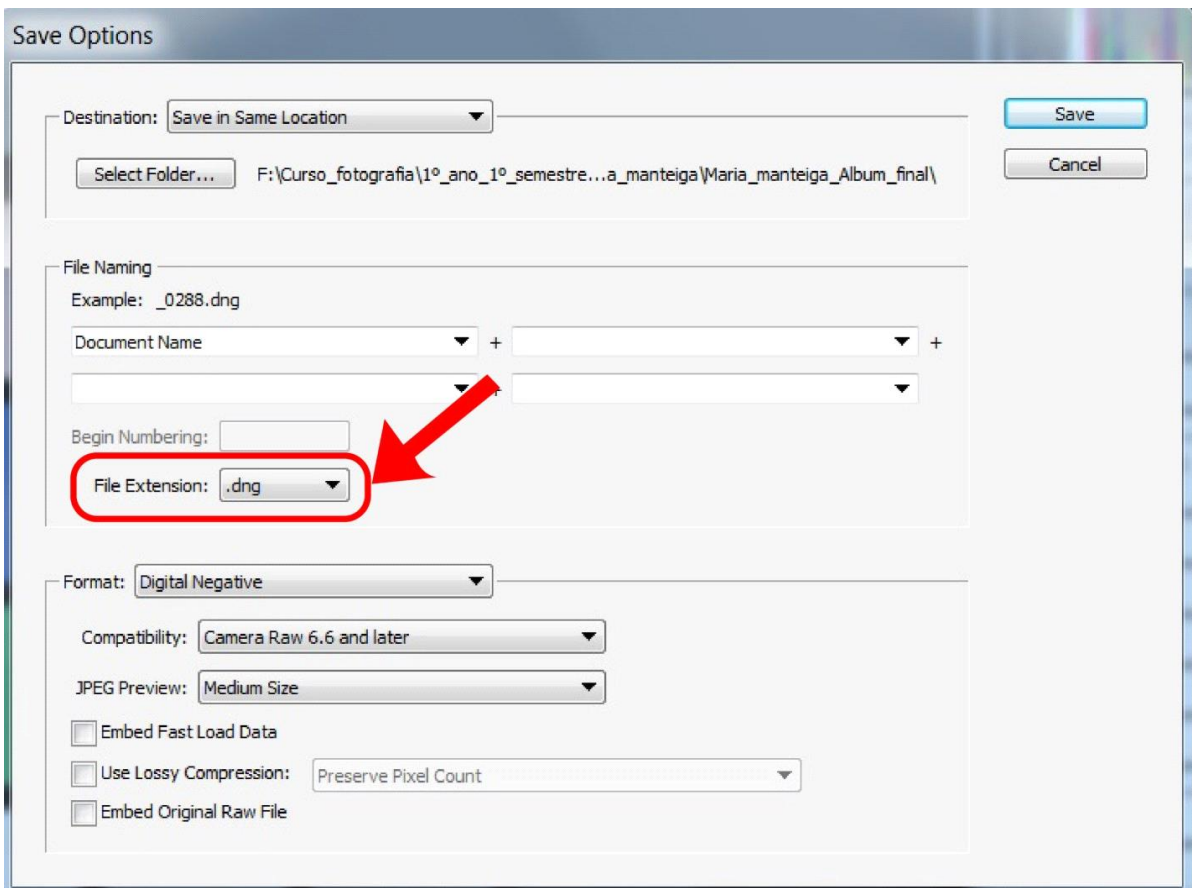 Save Options
Destination: Save in Same Location
Save
Select Folder... F:\Curso_fotografia\1º_ano_1º_semestre...a_manteiga\Maria_manteiga_Album_final\
Cancel
File Naming
Example: _0288.dng
Document Name + +
+
Begin Numbering:
File Extension: .dng
Format: Digital Negative
Compatibility: Camera Raw 6.6 and later
JPEG Preview: Medium Size
Embed Fast Load Data
Use Lossy Compression: Preserve Pixel Count
Embed Original Raw File